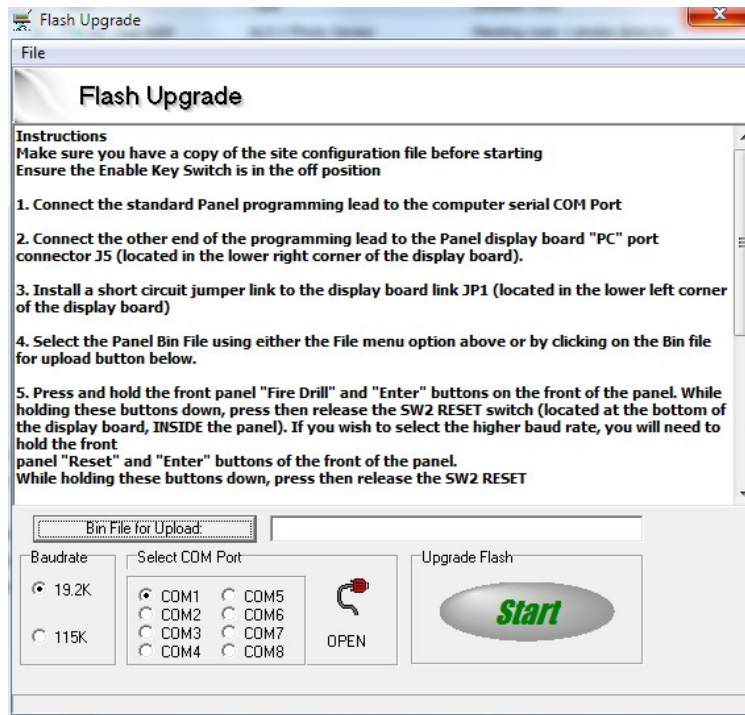 Flash Upgrade
File
Flash Upgrade
Instructions
Make sure you have a copy of the site configuration file before starting
Ensure the Enable Key Switch is in the off position
1. Connect the standard Panel programming lead to the computer serial COM Port
2. Connect the other end of the programming lead to the Panel display board "PC" port
connector J5 (located in the lower right corner of the display board).
3. Install a short circuit jumper link to the display board link JP1 (located in the lower left corner
of the display board)
4. Select the Panel Bin File using either the File menu option above or by clicking on the Bin file
for upload button below.
5. Press and hold the front panel "Fire Drill" and "Enter" buttons on the front of the panel. While
holding these buttons down, press then release the SW2 RESET switch (located at the bottom of
the display board, INSIDE the panel). If you wish to select the higher baud rate, you will need to
hold the front
panel "Reset" and "Enter" buttons of the front of the panel.
While holding these buttons down, press then release the SW2 RESET
Bin File for Upload:
Baudrate
19.2K
115K
Select COM Port
COM1 COM5
COM2 COM6
COM3 COM7
COM4 COM8
OPEN
Upgrade Flash
Start